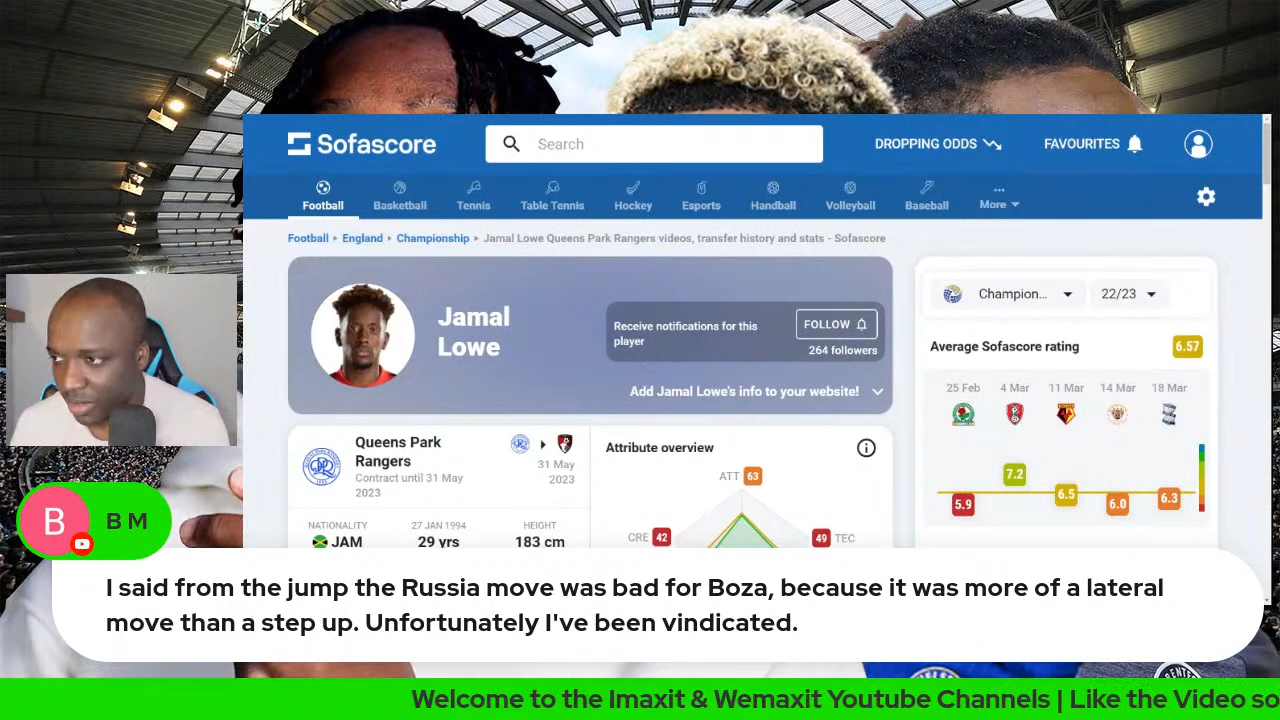 Sofascore
Search
DROPPING ODDS
FAVOURITES
Football
Basketball
Tennis
Table Tennis
Hockey
Esports
Handball
Volleyball
Baseball
More
Football ▸ England ▸ Championship ▸ Jamal Lowe Queens Park Rangers videos, transfer history and stats - Sofascore
Jamal
Lowe
Receive notifications for this
player
FOLLOW
264 followers
Add Jamal Lowe's info to your website!
Champion...
22/23
Average Sofascore rating
6.57
25 Feb
4 Mar
11 Mar
14 Mar
18 Mar
5.9
7.2
6.5
6.0
6.3
Queens Park
Rangers
Contract until 31 May
2023
31 May
2023
NATIONALITY
JAM
27 JAN 1994
29 yrs
HEIGHT
183 cm
Attribute overview
ATT 63
CRE 42
49 TEC
B
B M
I said from the jump the Russia move was bad for Boza, because it was more of a lateral
move than a step up. Unfortunately I've been vindicated.
Welcome to the Imaxit & Wemaxit Youtube Channels | Like the Video so